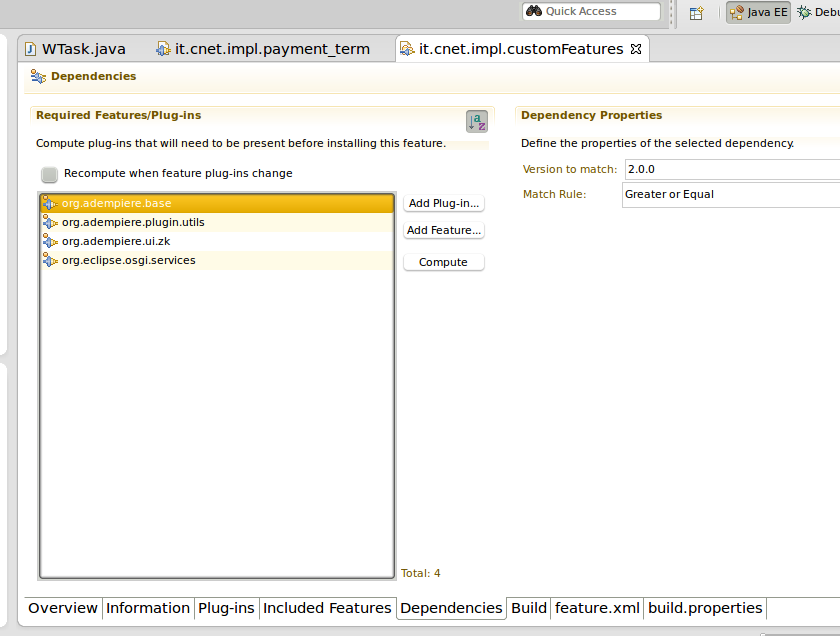 Quick Access
Java EE
Debu
WTask.java
it.cnet.impl.payment_term
it.cnet.impl.customFeatures
Dependencies
Required Features/Plug-ins
Compute plug-ins that will need to be present before installing this feature.
Recompute when feature plug-ins change
org.adempiere.base
org.adempiere.plugin.utils
org.adempiere.ui.zk
org.eclipse.osgi.services
Add Plug-in...
Add Feature...
Compute
Total: 4
Dependency Properties
Define the properties of the selected dependency.
Version to match: 2.0.0
Match Rule: Greater or Equal
Overview Information Plug-ins Included Features Dependencies Build feature.xml build.properties